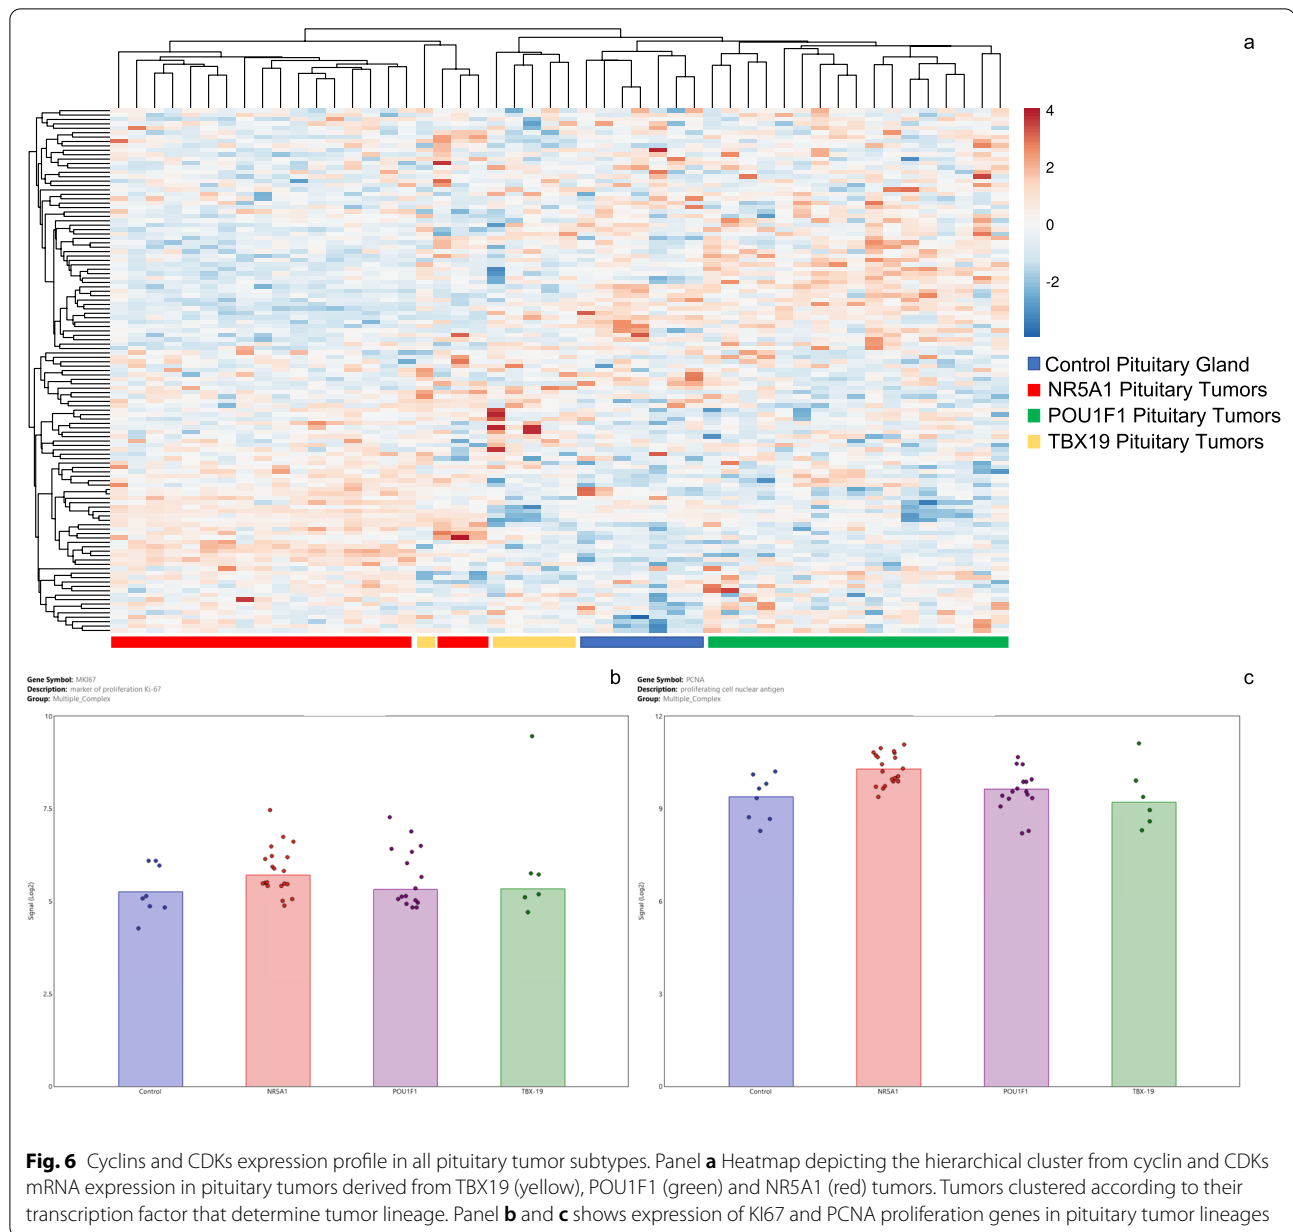 a
4
2
0
-2
Control Pituitary Gland
NR5A1 Pituitary Tumors
POU1F1 Pituitary Tumors
TBX19 Pituitary Tumors
Gene Symbol: MKI67
Description: marker of proliferation Ki-67
Group: Multiple_Complex
b
10
7.5
5
2.5
0
Signal (Log2)
Control
NR5A1
POU1F1
TBX-19
Gene Symbol: PCNA
Description: proliferating cell nuclear antigen
Group: Multiple_Complex
c
12
9
6
3
0
Signal (Log2)
Control
NR5A1
POU1F1
TBX-19
Fig. 6 Cyclins and CDKs expression profile in all pituitary tumor subtypes. Panel a Heatmap depicting the hierarchical cluster from cyclin and CDKs
mRNA expression in pituitary tumors derived from TBX19 (yellow), POU1F1 (green) and NR5A1 (red) tumors. Tumors clustered according to their
transcription factor that determine tumor lineage. Panel b and c shows expression of KI67 and PCNA proliferation genes in pituitary tumor lineages